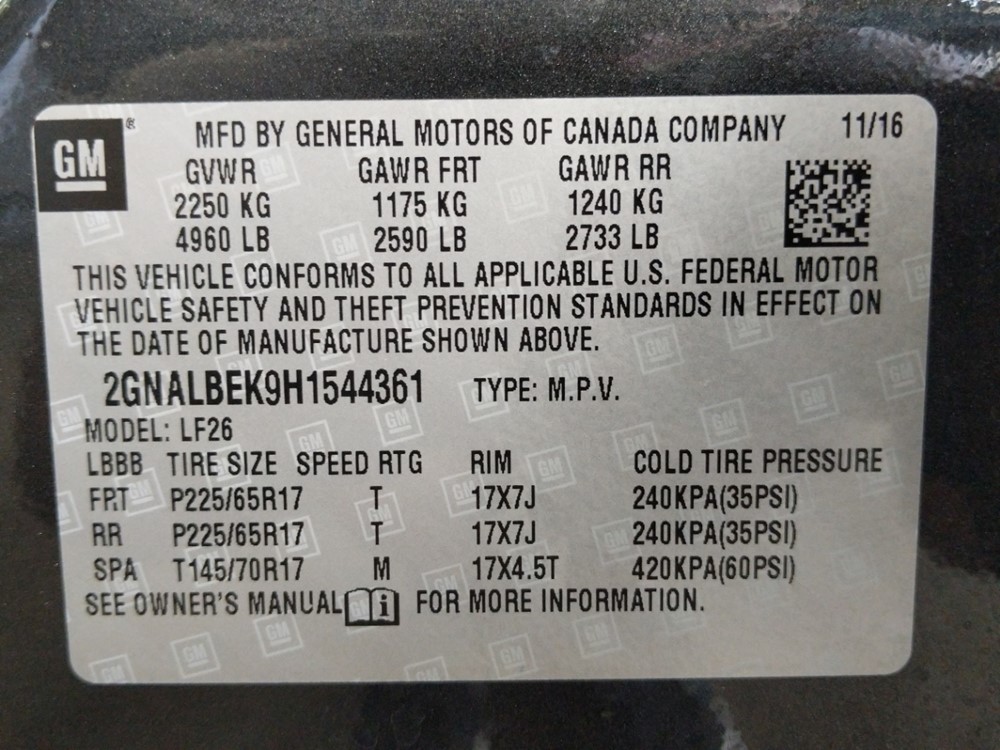 GM ® MFD BY GENERAL MOTORS OF CANADA COMPANY 11/16
GVWR GAWR FRT GAWR RR
2250 KG 1175 KG 1240 KG
4960 LB 2590 LB 2733 LB
THIS VEHICLE CONFORMS TO ALL APPLICABLE U.S. FEDERAL MOTOR
VEHICLE SAFETY AND THEFT PREVENTION STANDARDS IN EFFECT ON
THE DATE OF MANUFACTURE SHOWN ABOVE.
2GNALBEK9H1544361 TYPE: M.P.V.
MODEL: LF26
LBBB TIRE SIZE SPEED RTG RIM COLD TIRE PRESSURE
FRT P225/65R17 T 17X7J 240KPA(35PSI)
RR P225/65R17 T 17X7J 240KPA(35PSI)
SPA T145/70R17 M 17X4.5T 420KPA(60PSI)
SEE OWNER'S MANUAL i FOR MORE INFORMATION.